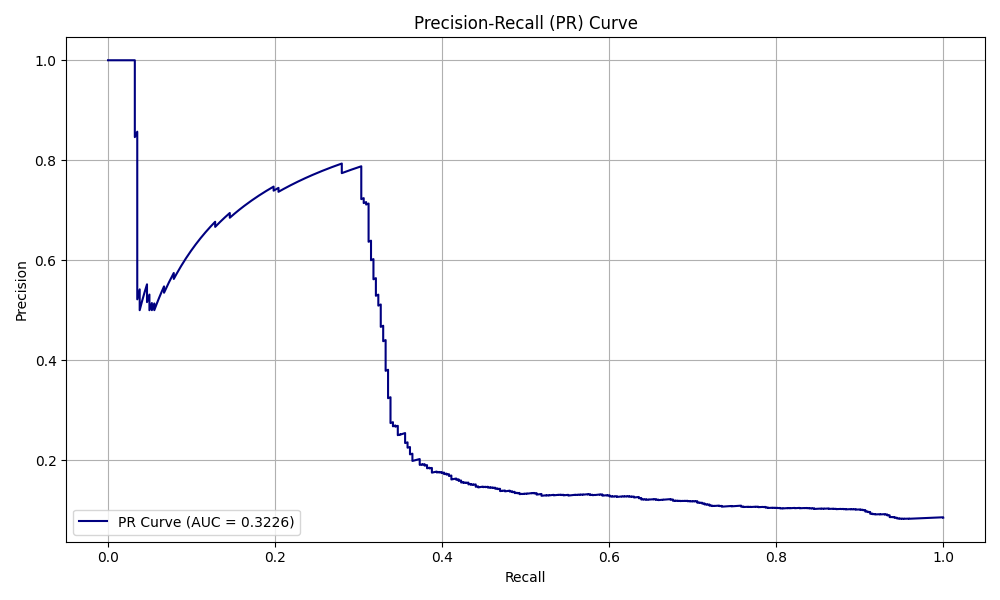 Precision-Recall (PR) Curve
1.0
0.8
0.6
0.4
0.2
Precision
PR Curve (AUC = 0.3226)
0.0 0.2 0.4 0.6 0.8 1.0
Recall